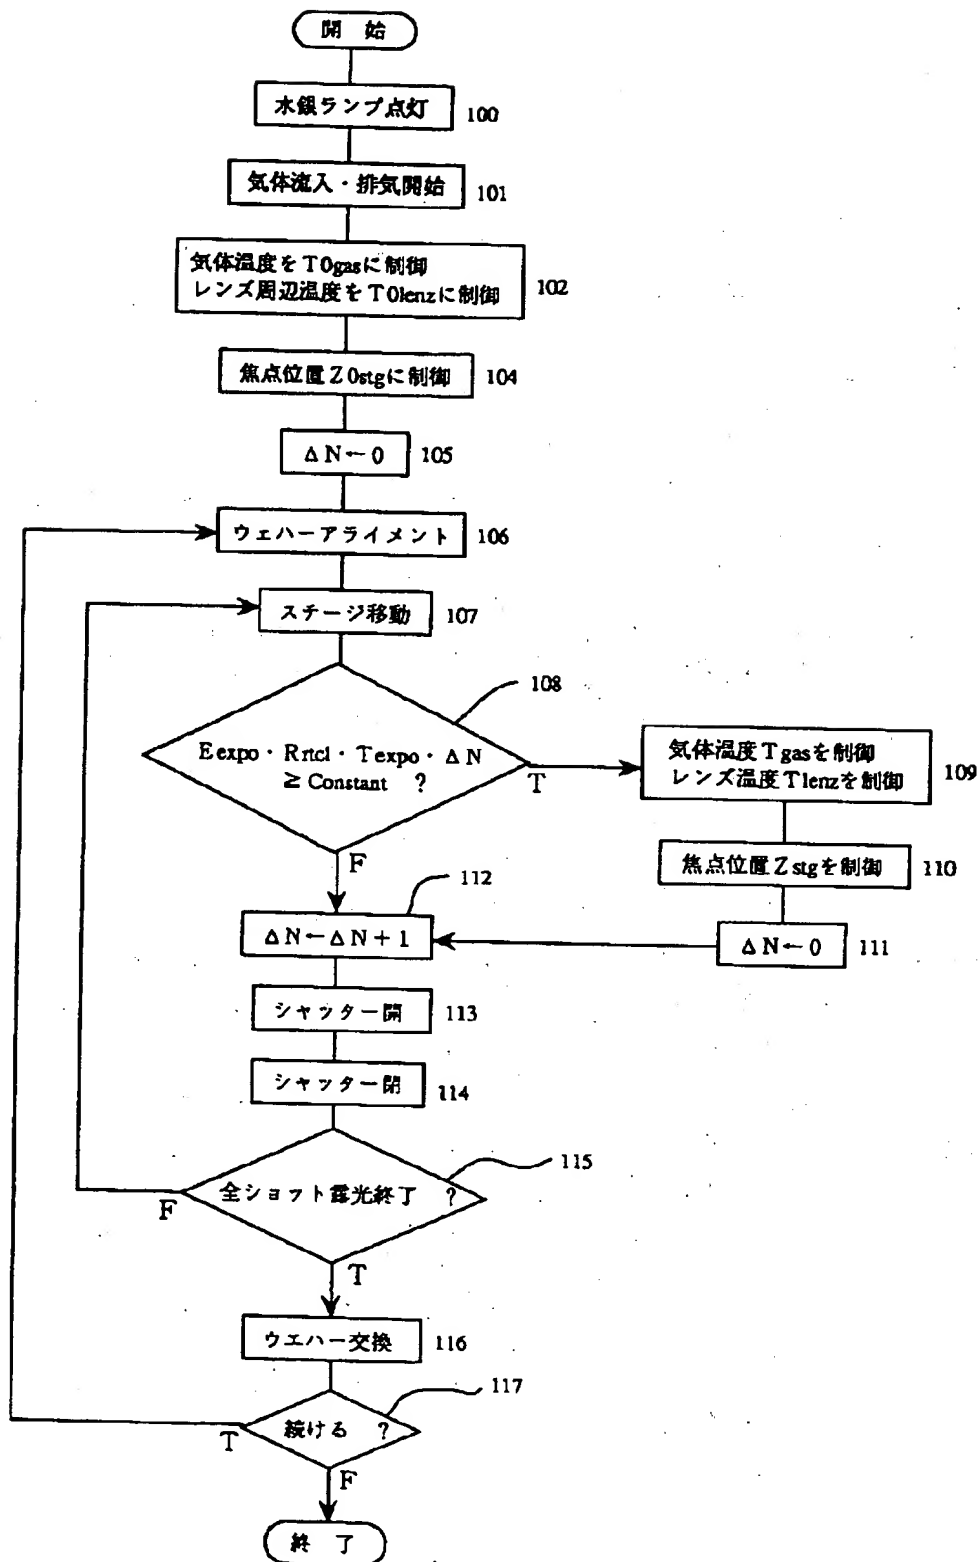 開 始
水銀ランプ点灯
100
気体流入・排気開始
101
気体温度をT0gasに制御
レンズ周辺温度をT0lenzに制御
102
焦点位置Z0stgに制御
104
ΔN←0
105
ウェハーアライメント
106
ステージ移動
107
108
Eexpo・Rrtcl・Texpo・ΔN
≧Constant ?
T
気体温度Tgasを制御
レンズ温度Tlenzを制御
109
F
焦点位置Zstgを制御
110
112
ΔN←ΔN+1
ΔN←0
111
シャッター開
113
シャッター閉
114
115
全ショット露光終了 ?
F
T
ウエハー交換
116
117
続ける ?
T
F
終 了